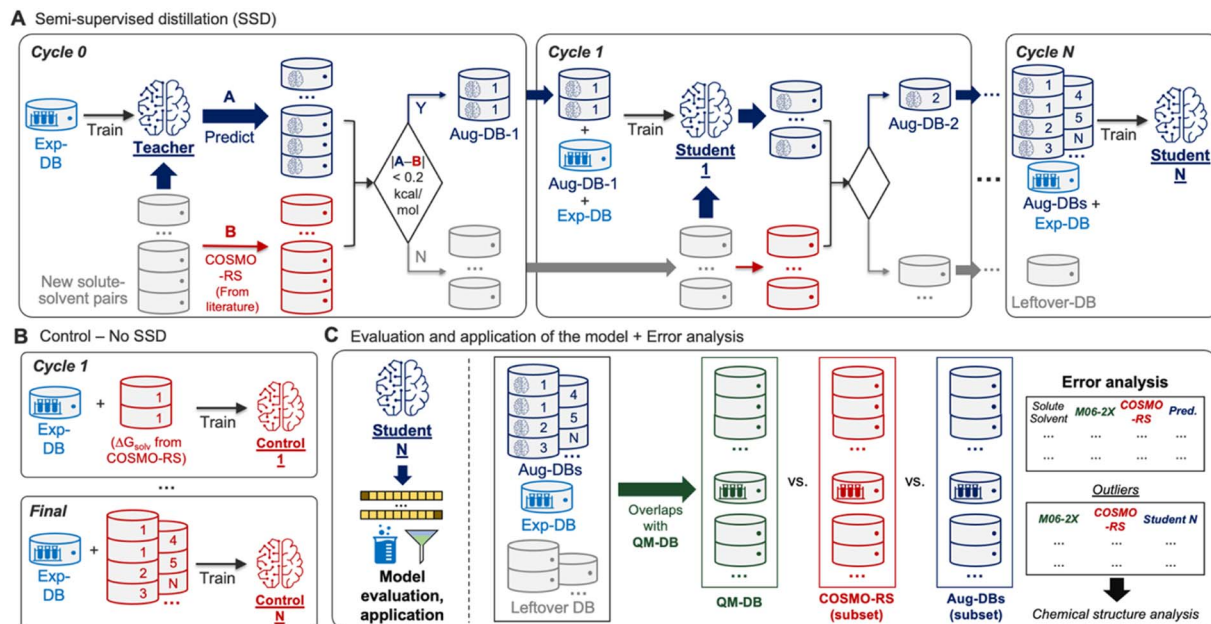 A Semi-supervised distillation (SSD)
Cycle 0
Exp-
DB
Train
Teacher
A
Predict
...
...
New solute-
solvent pairs
B
COSMO
-RS
(From
literature)
...
|A–B|
< 0.2
kcal/
mol
Y
N
1
1
Aug-DB-1
...
Cycle 1
1
1
+
Aug-DB-1
+
Exp-DB
Train
Student
1
...
...
...
2
Aug-DB-2
...
...
...
...
Cycle N
1
1
2
3
4
5
N
...
Aug-DBs +
Exp-DB
Train
Student
N
Leftover-DB
B Control – No SSD
Cycle 1
Exp-
DB
+
1
1
(ΔGsolv from
COSMO-RS)
Train
Control
1
...
Final
Exp-
DB
+
1
1
2
3
4
5
N
...
Train
Control
N
C Evaluation and application of the model + Error analysis
Student
N
...
Model
evaluation,
application
1
1
2
3
4
5
N
...
Aug-DBs
Exp-DB
...
Leftover DB
Overlaps
with
QM-DB
...
...
QM-DB
vs.
...
...
COSMO-RS
(subset)
vs.
...
...
Aug-DBs
(subset)
Error analysis
Solute
Solvent
M06-2X
COSMO
-RS
Pred.
... ... ... ...
... ... ... ...
Outliers
M06-2X
COSMO
-RS
Student N
... ... ...
... ... ...
Chemical structure analysis